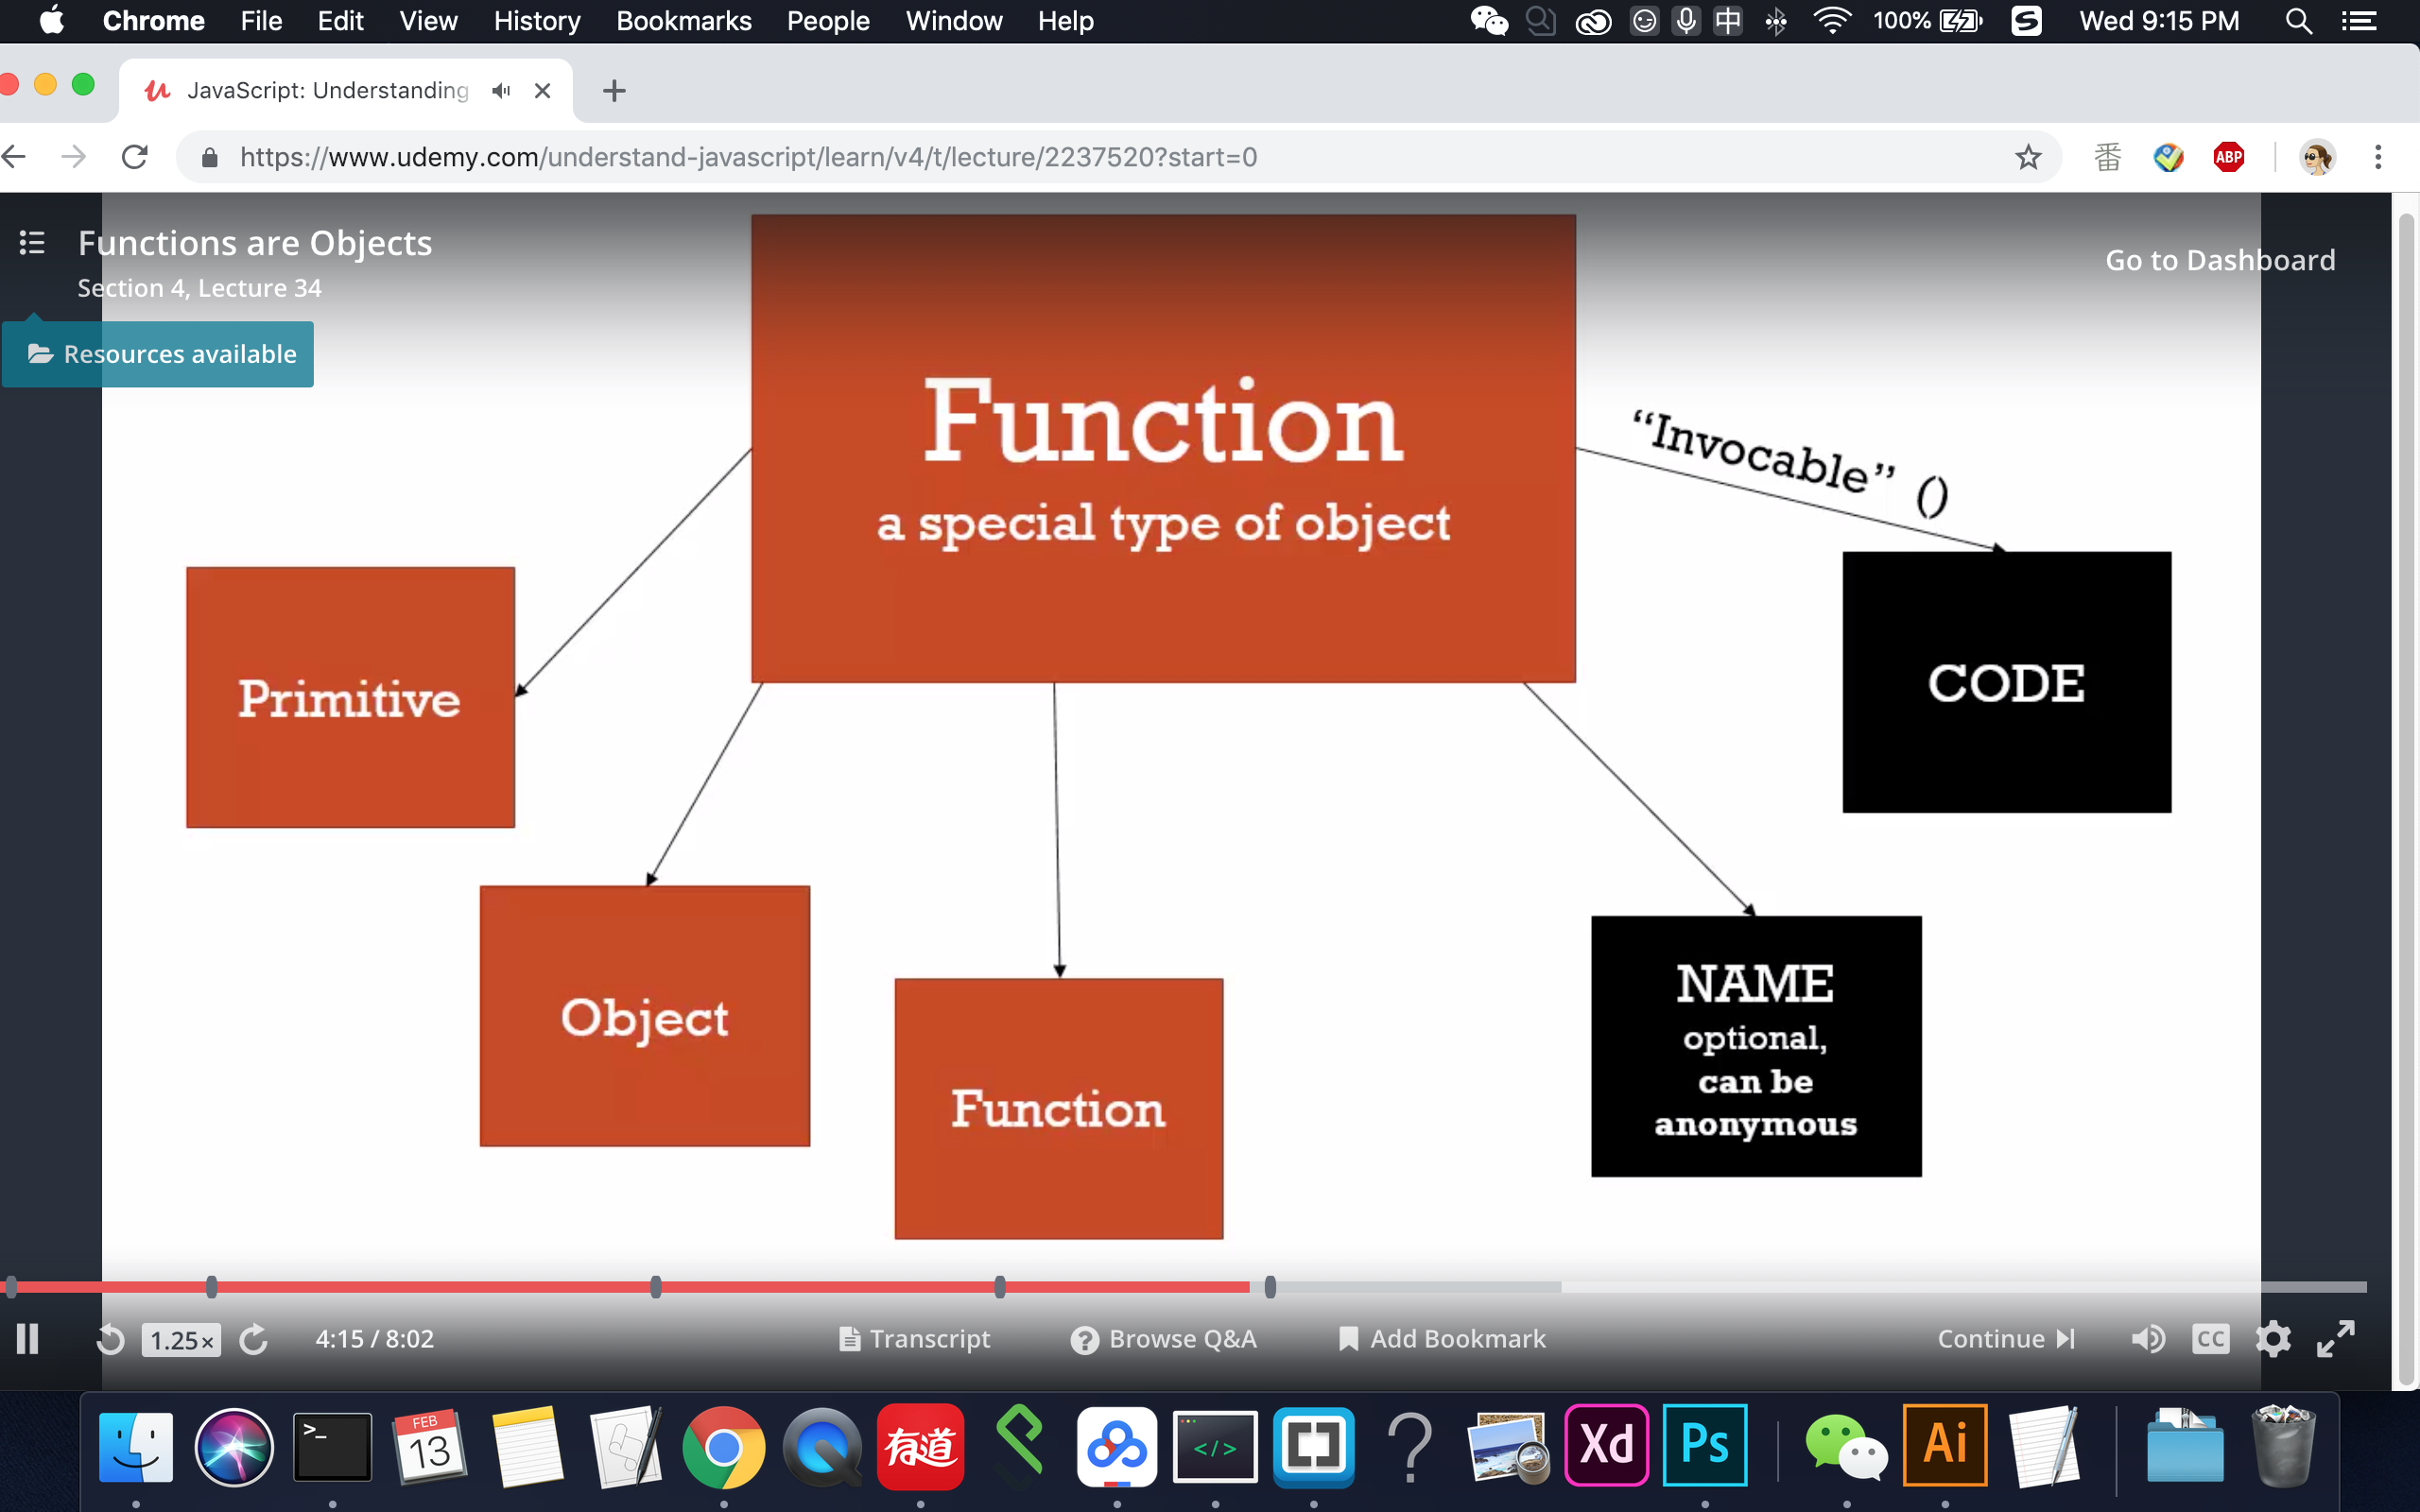 Chrome File Edit View History Bookmarks People Window Help
中 100% Wed 9:15 PM
JavaScript: Understanding
https://www.udemy.com/understand-javascript/learn/v4/t/lecture/2237520?start=0
番 ABP
Functions are Objects
Section 4, Lecture 34
Go to Dashboard
Resources available
Function
a special type of object
“Invocable” ()
Primitive
CODE
Object
Function
NAME
optional,
can be
anonymous
1.25×
4:15 / 8:02
Transcript
Browse Q&A
Add Bookmark
Continue
CC
>_
FEB
13
有道
</>
Xd
Ps
Ai